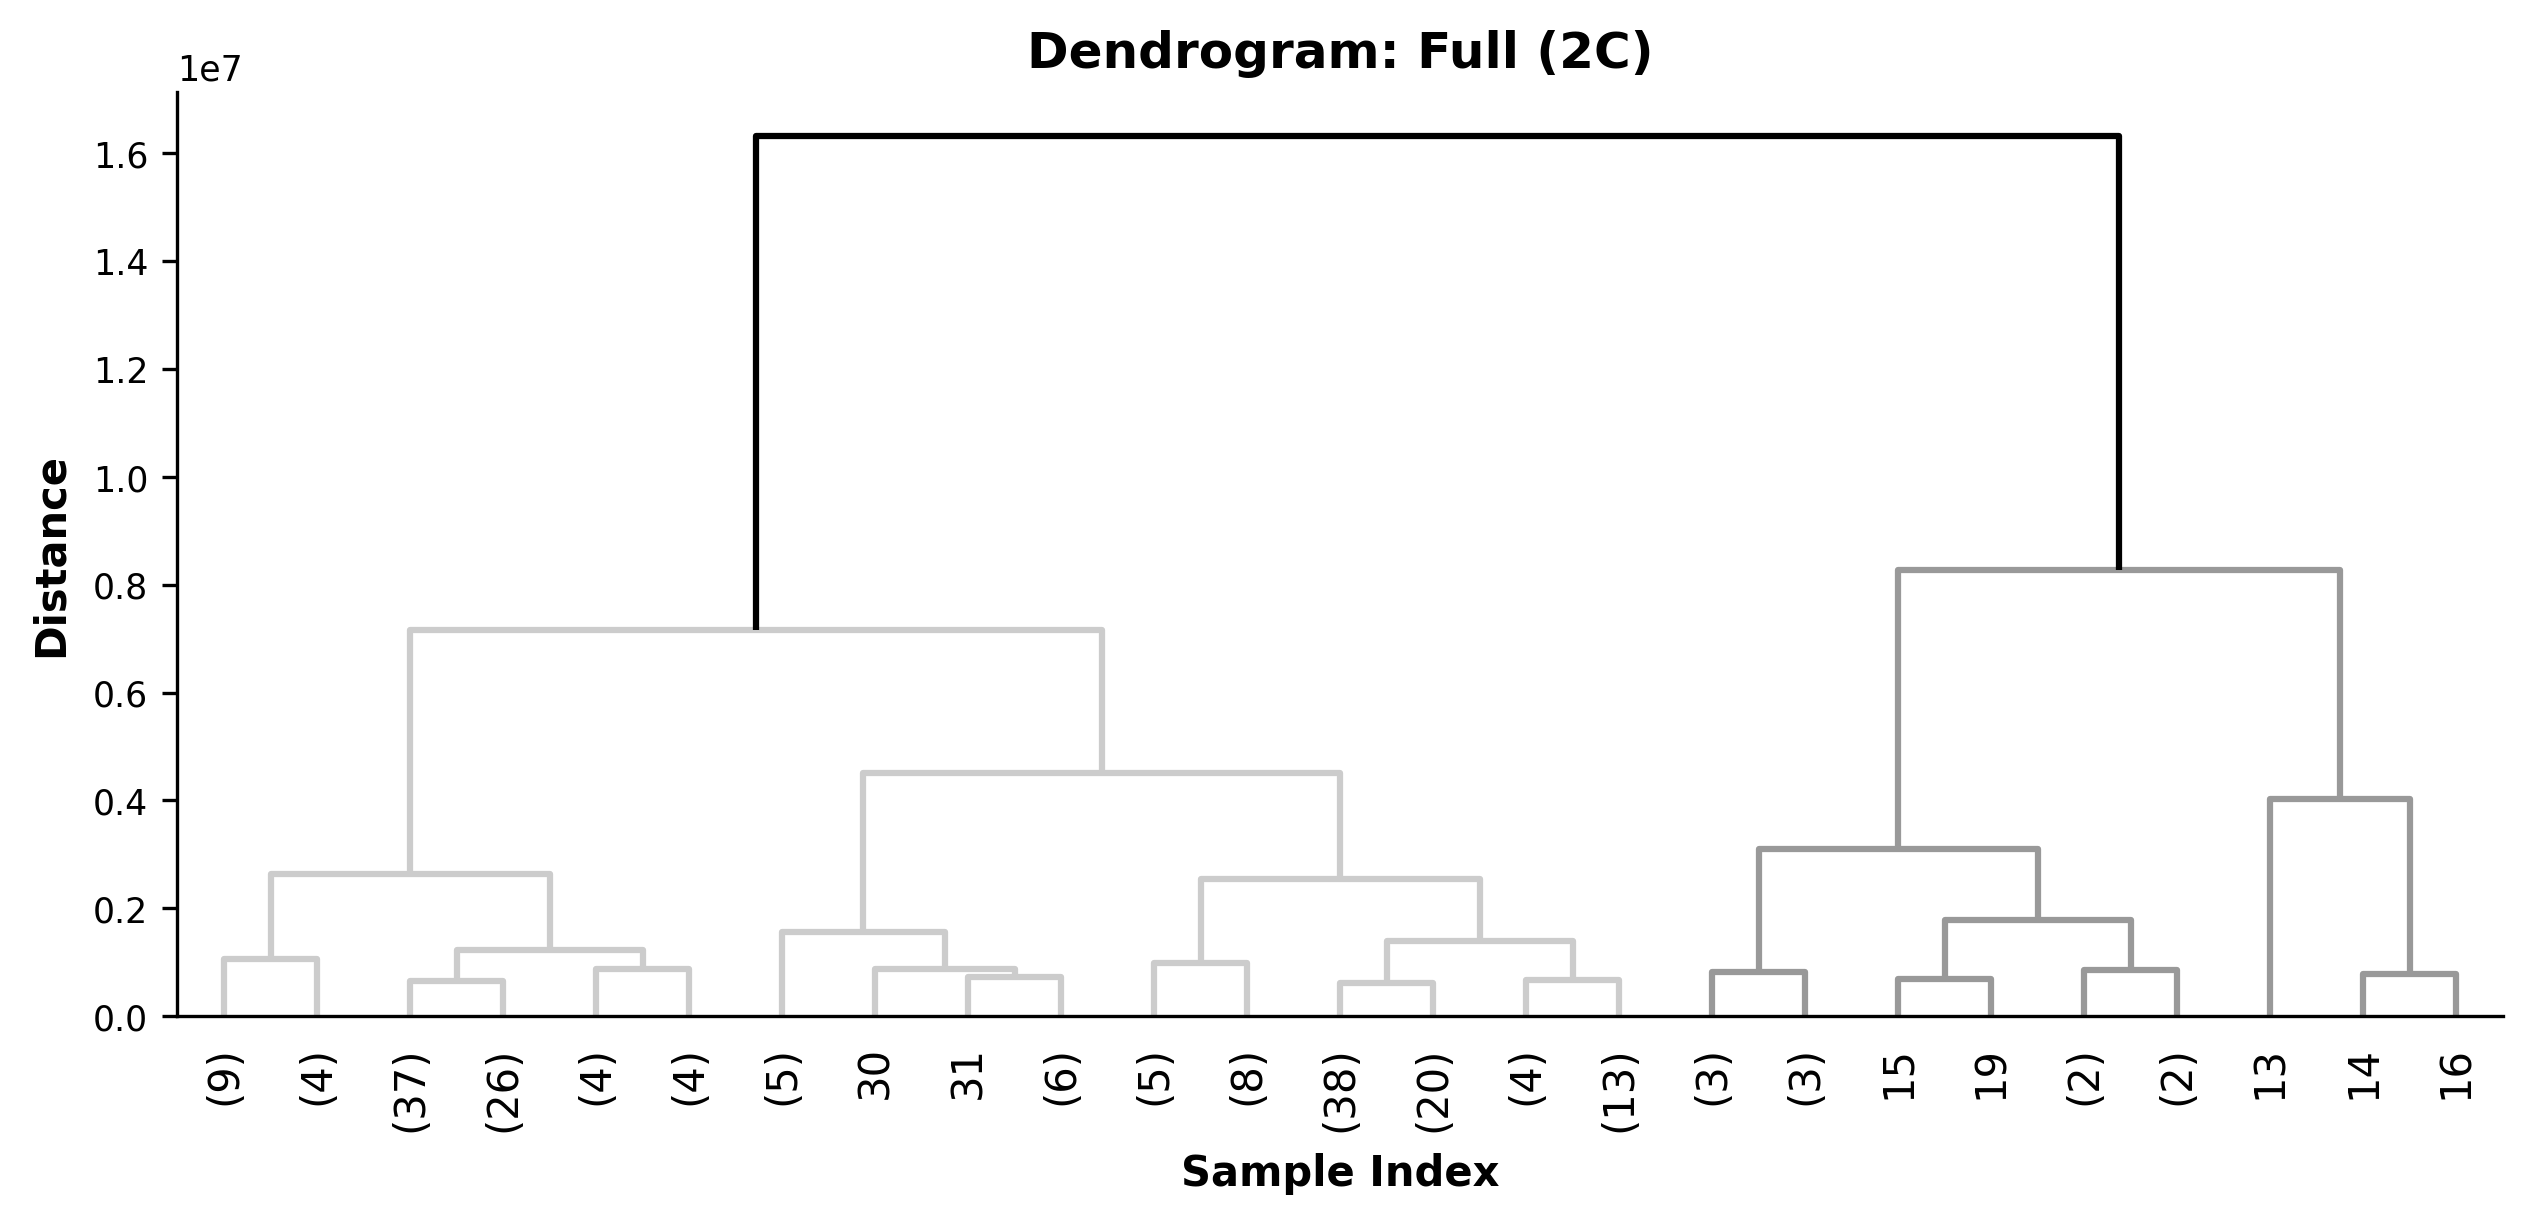 Dendrogram: Full (2C)
1e7
1.6
1.4
1.2
1.0
0.8
0.6
0.4
0.2
0.0
Distance
(9) (4) (37) (26) (4) (4) (5) 30 31 (6) (5) (8) (38) (20) (4) (13) (3) (3) 15 19 (2) (2) 13 14 16
Sample Index